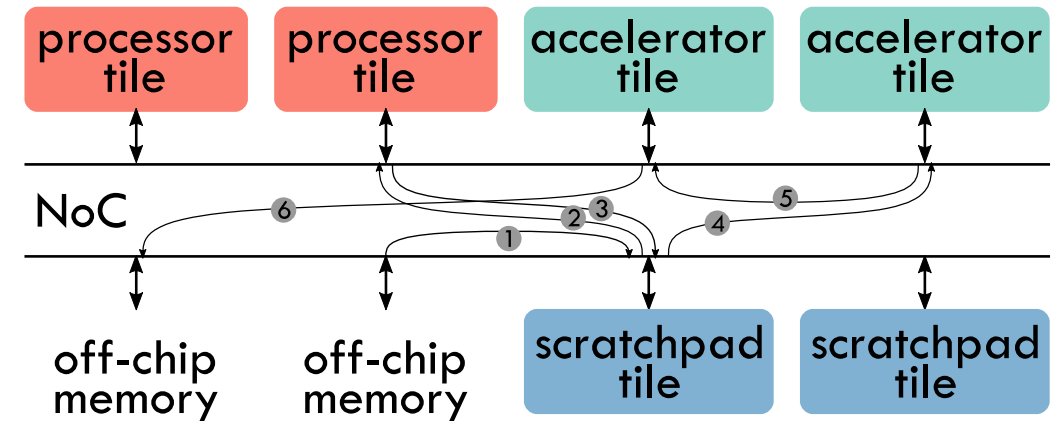 processor
tile
processor
tile
accelerator
tile
accelerator
tile
NoC
6
3
2
1
5
4
off-chip
memory
off-chip
memory
scratchpad
tile
scratchpad
tile